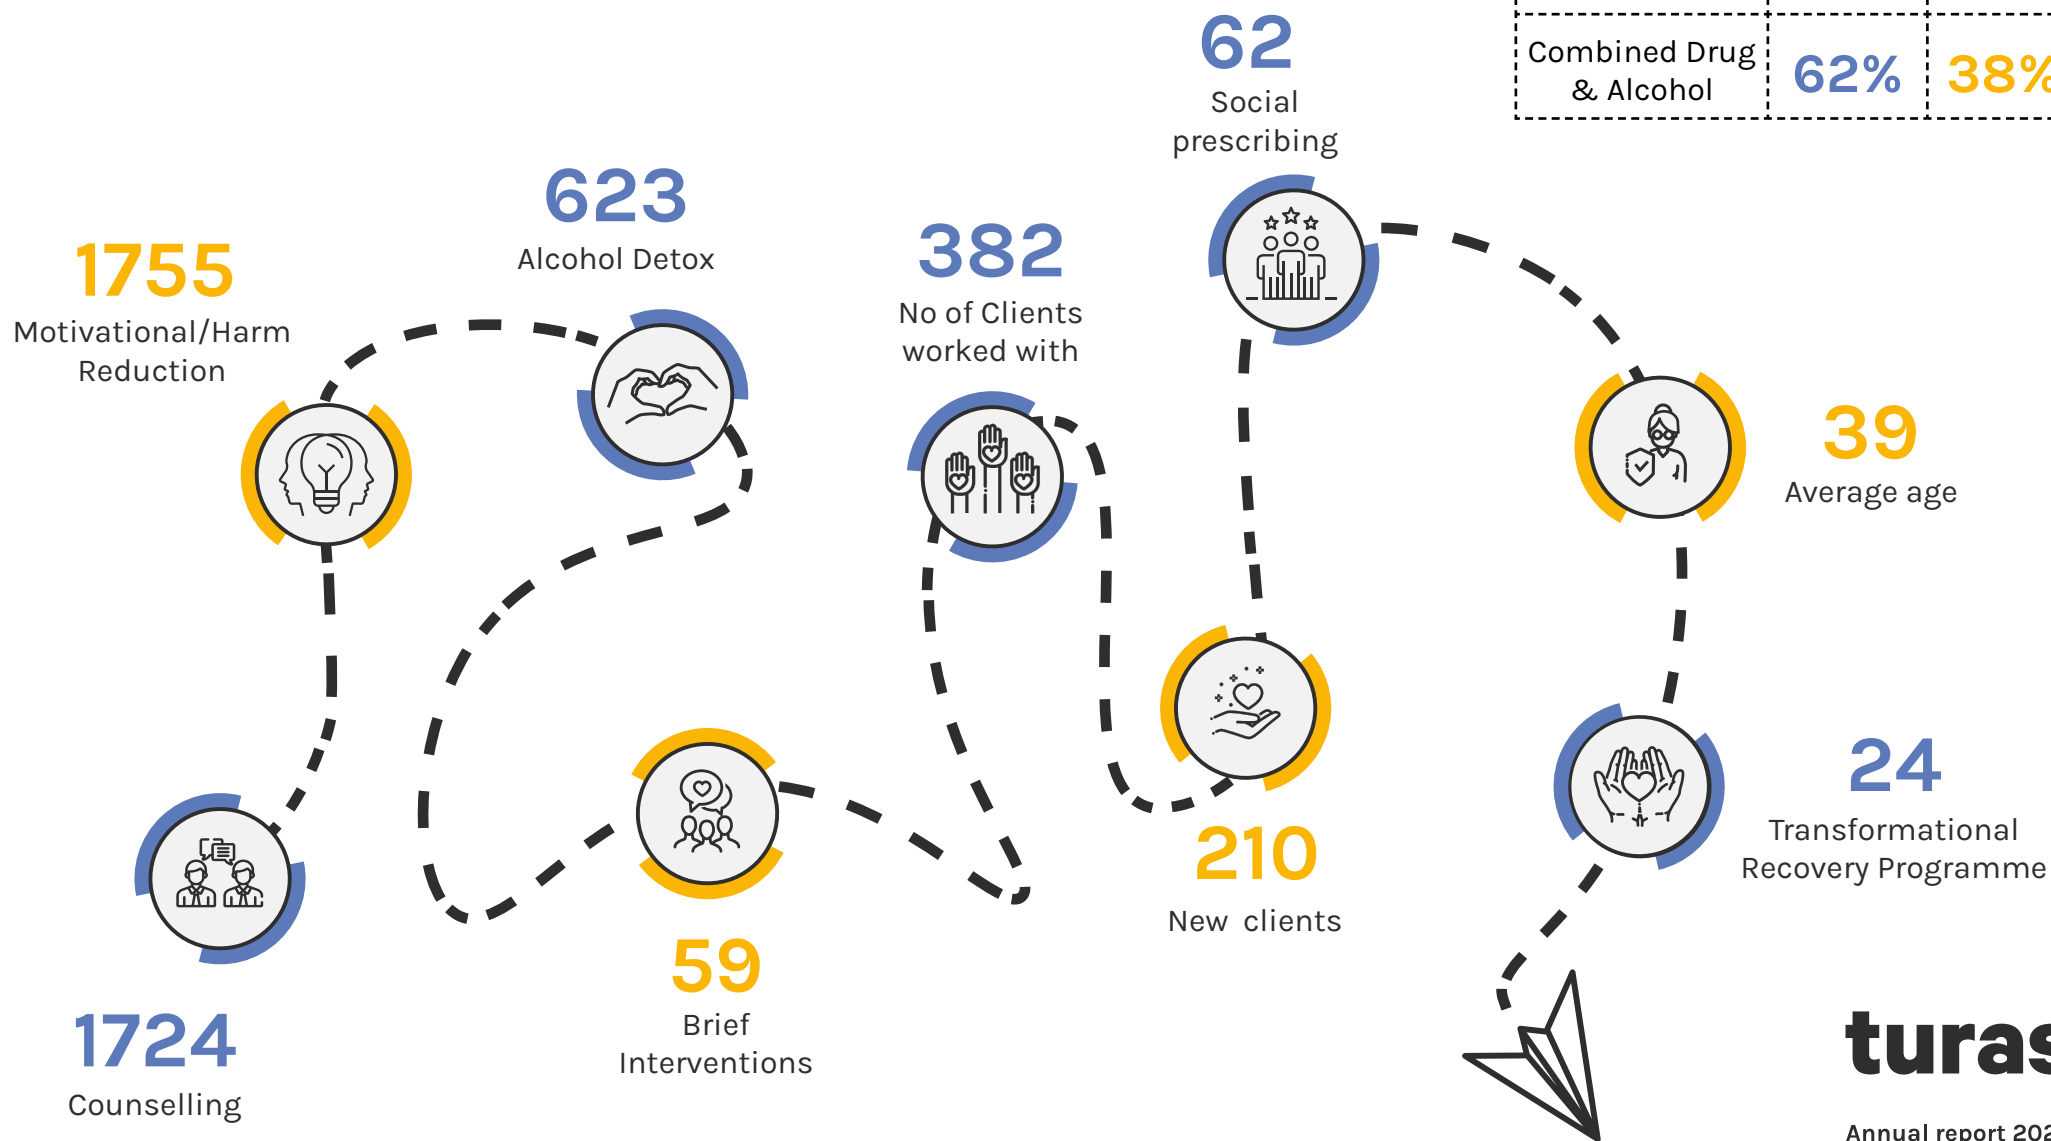 62
Social
prescribing
Combined Drug
& Alcohol
62%
38%
623
Alcohol Detox
1755
Motivational/Harm
Reduction
382
No of Clients
worked with
39
Average age
24
Transformational
Recovery Programme
210
New clients
59
Brief
Interventions
1724
Counselling
turas
Annual report